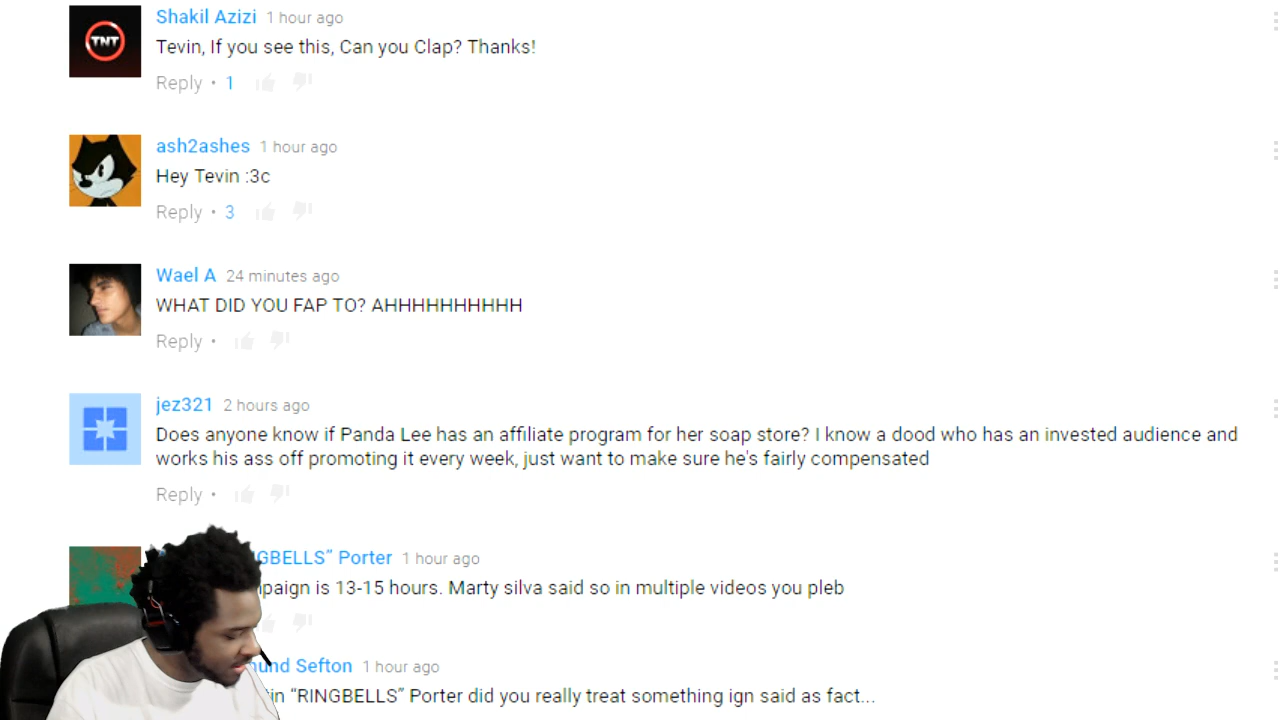 Shakil Azizi 1 hour ago
TNT
Tevin, If you see this, Can you Clap? Thanks!
Reply • 1
ash2ashes 1 hour ago
Hey Tevin :3c
Reply • 3
Wael A 24 minutes ago
WHAT DID YOU FAP TO? AHHHHHHHHHH
Reply •
jez321 2 hours ago
Does anyone know if Panda Lee has an affiliate program for her soap store? I know a dood who has an invested audience and
works his ass off promoting it every week, just want to make sure he's fairly compensated
Reply •
GBELLS” Porter 1 hour ago
is 13-15 hours. Marty silva said so in multiple videos you pleb
Sefton 1 hour ago
“RINGBELLS” Porter did you really treat something ign said as fact...